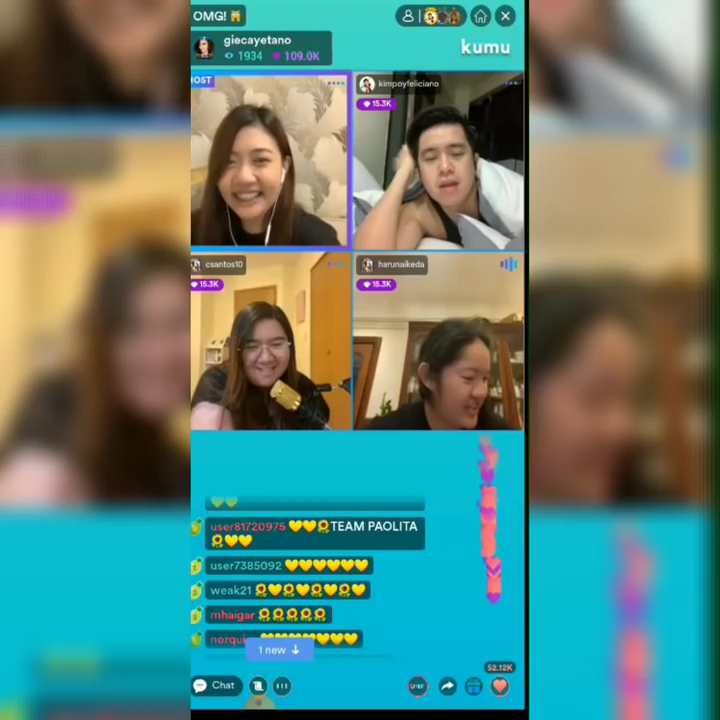 OMG!
giecayetano
1934 109.0K
kumu
HOST
kimpoyfeliciano
15.3K
csantos10
15.3K
harunaikeda
15.3K
user81720975 💛💛🌻TEAM PAOLITA
🌻💛💛
user7385092 💛💛💛💛💛💛
weak21 🌻💛🌻💛🌻💛🌻
mhaigar 🌻🌻🌻🌻🌻
1 new ↓
52.12K
Chat